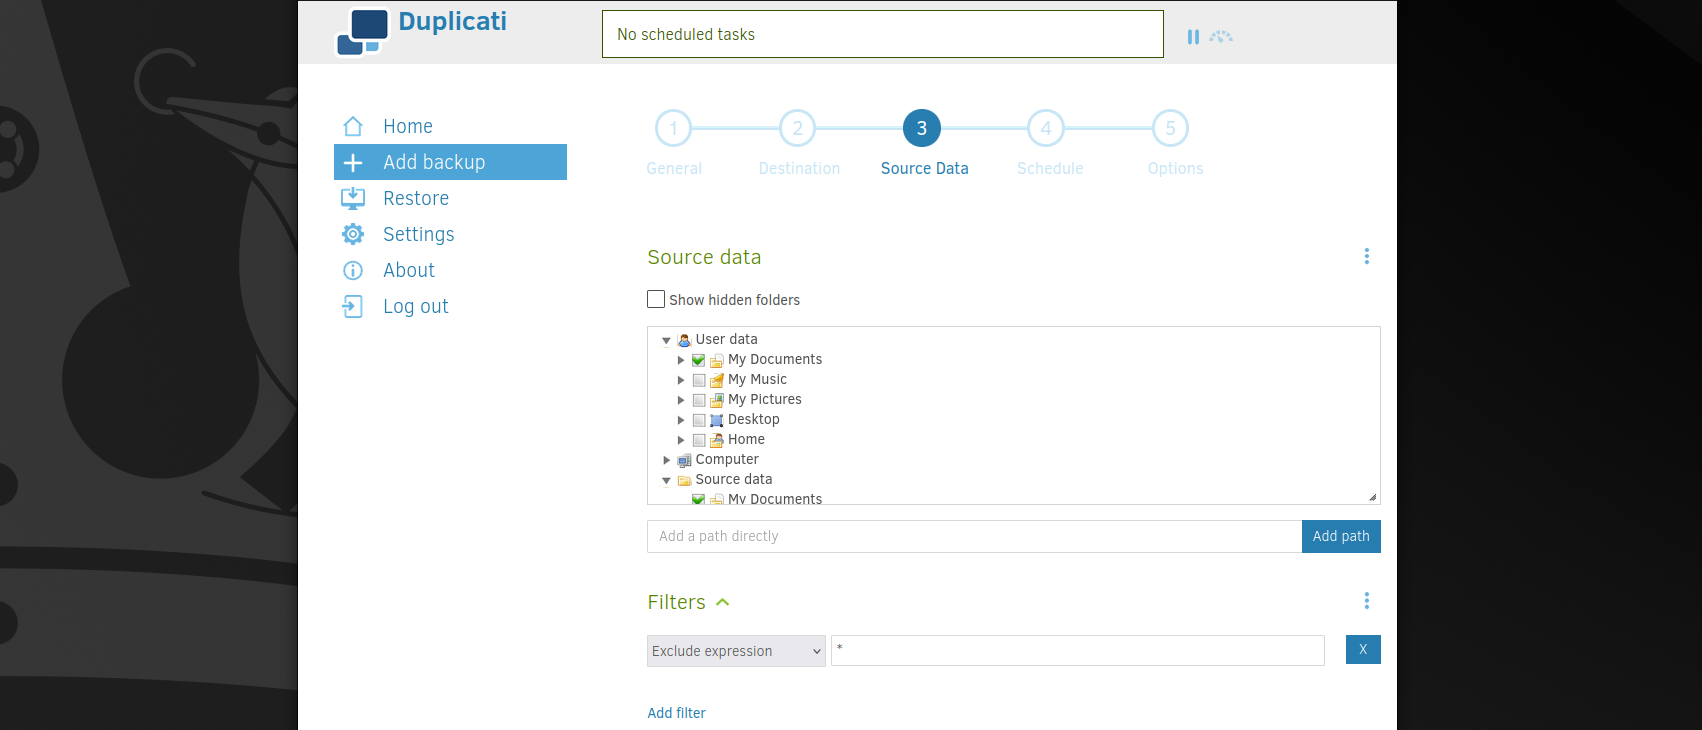 Duplicati
No scheduled tasks
Home
Add backup
Restore
Settings
About
Log out
1 2 3 4 5
General Destination Source Data Schedule Options
Source data
Show hidden folders
User data
My Documents
My Music
My Pictures
Desktop
Home
Computer
Source data
My Documents
Add a path directly Add path
Filters
Exclude expression * X
Add filter